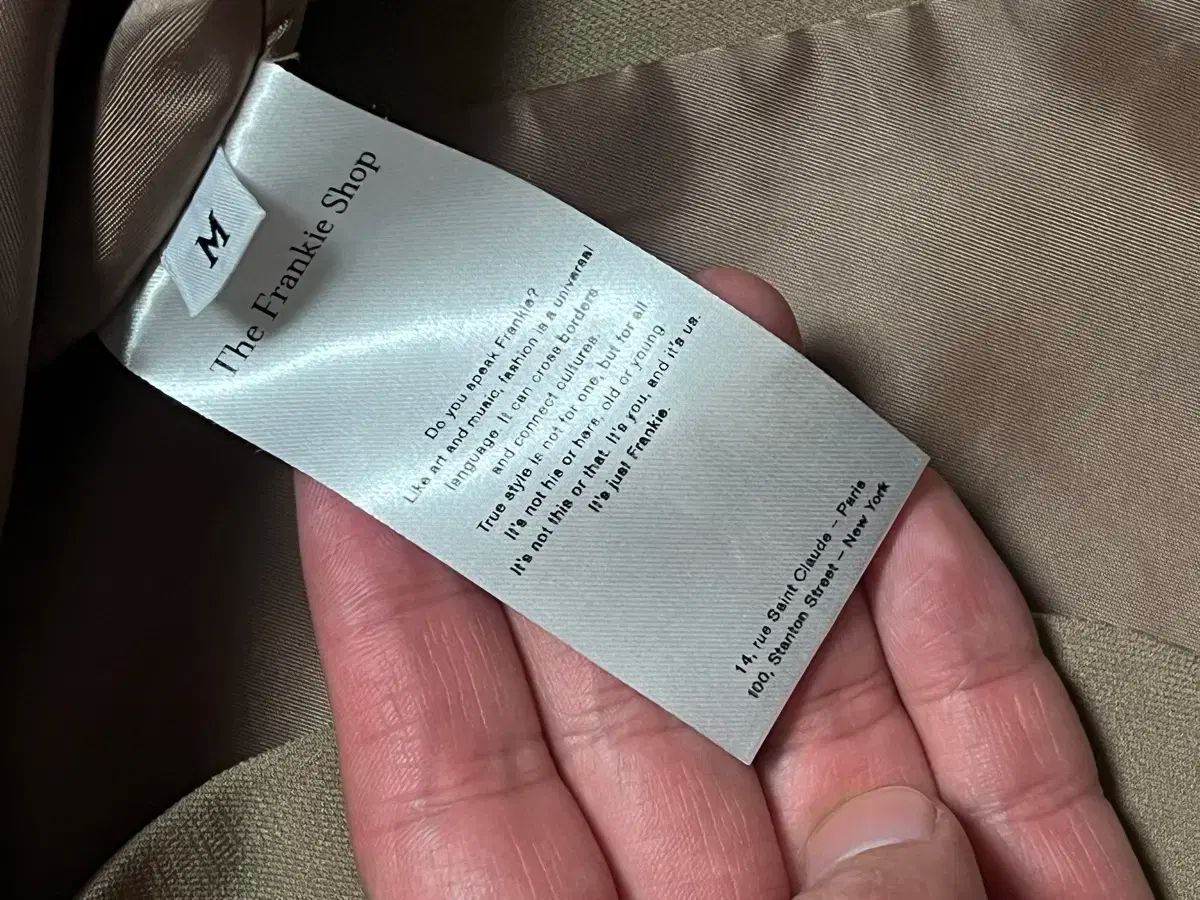 M
The Frankie Shop
Do you speak Frankie?
Like art and music, fashion is a universal
language. It can cross borders
and connect cultures.
True style is not for one, but for all
It's not his or hers, old or young
It's not this or that. It's you, and it's us.
It's just Frankie.
14, rue Saint Claude – Paris
100, Stanton Street – New York